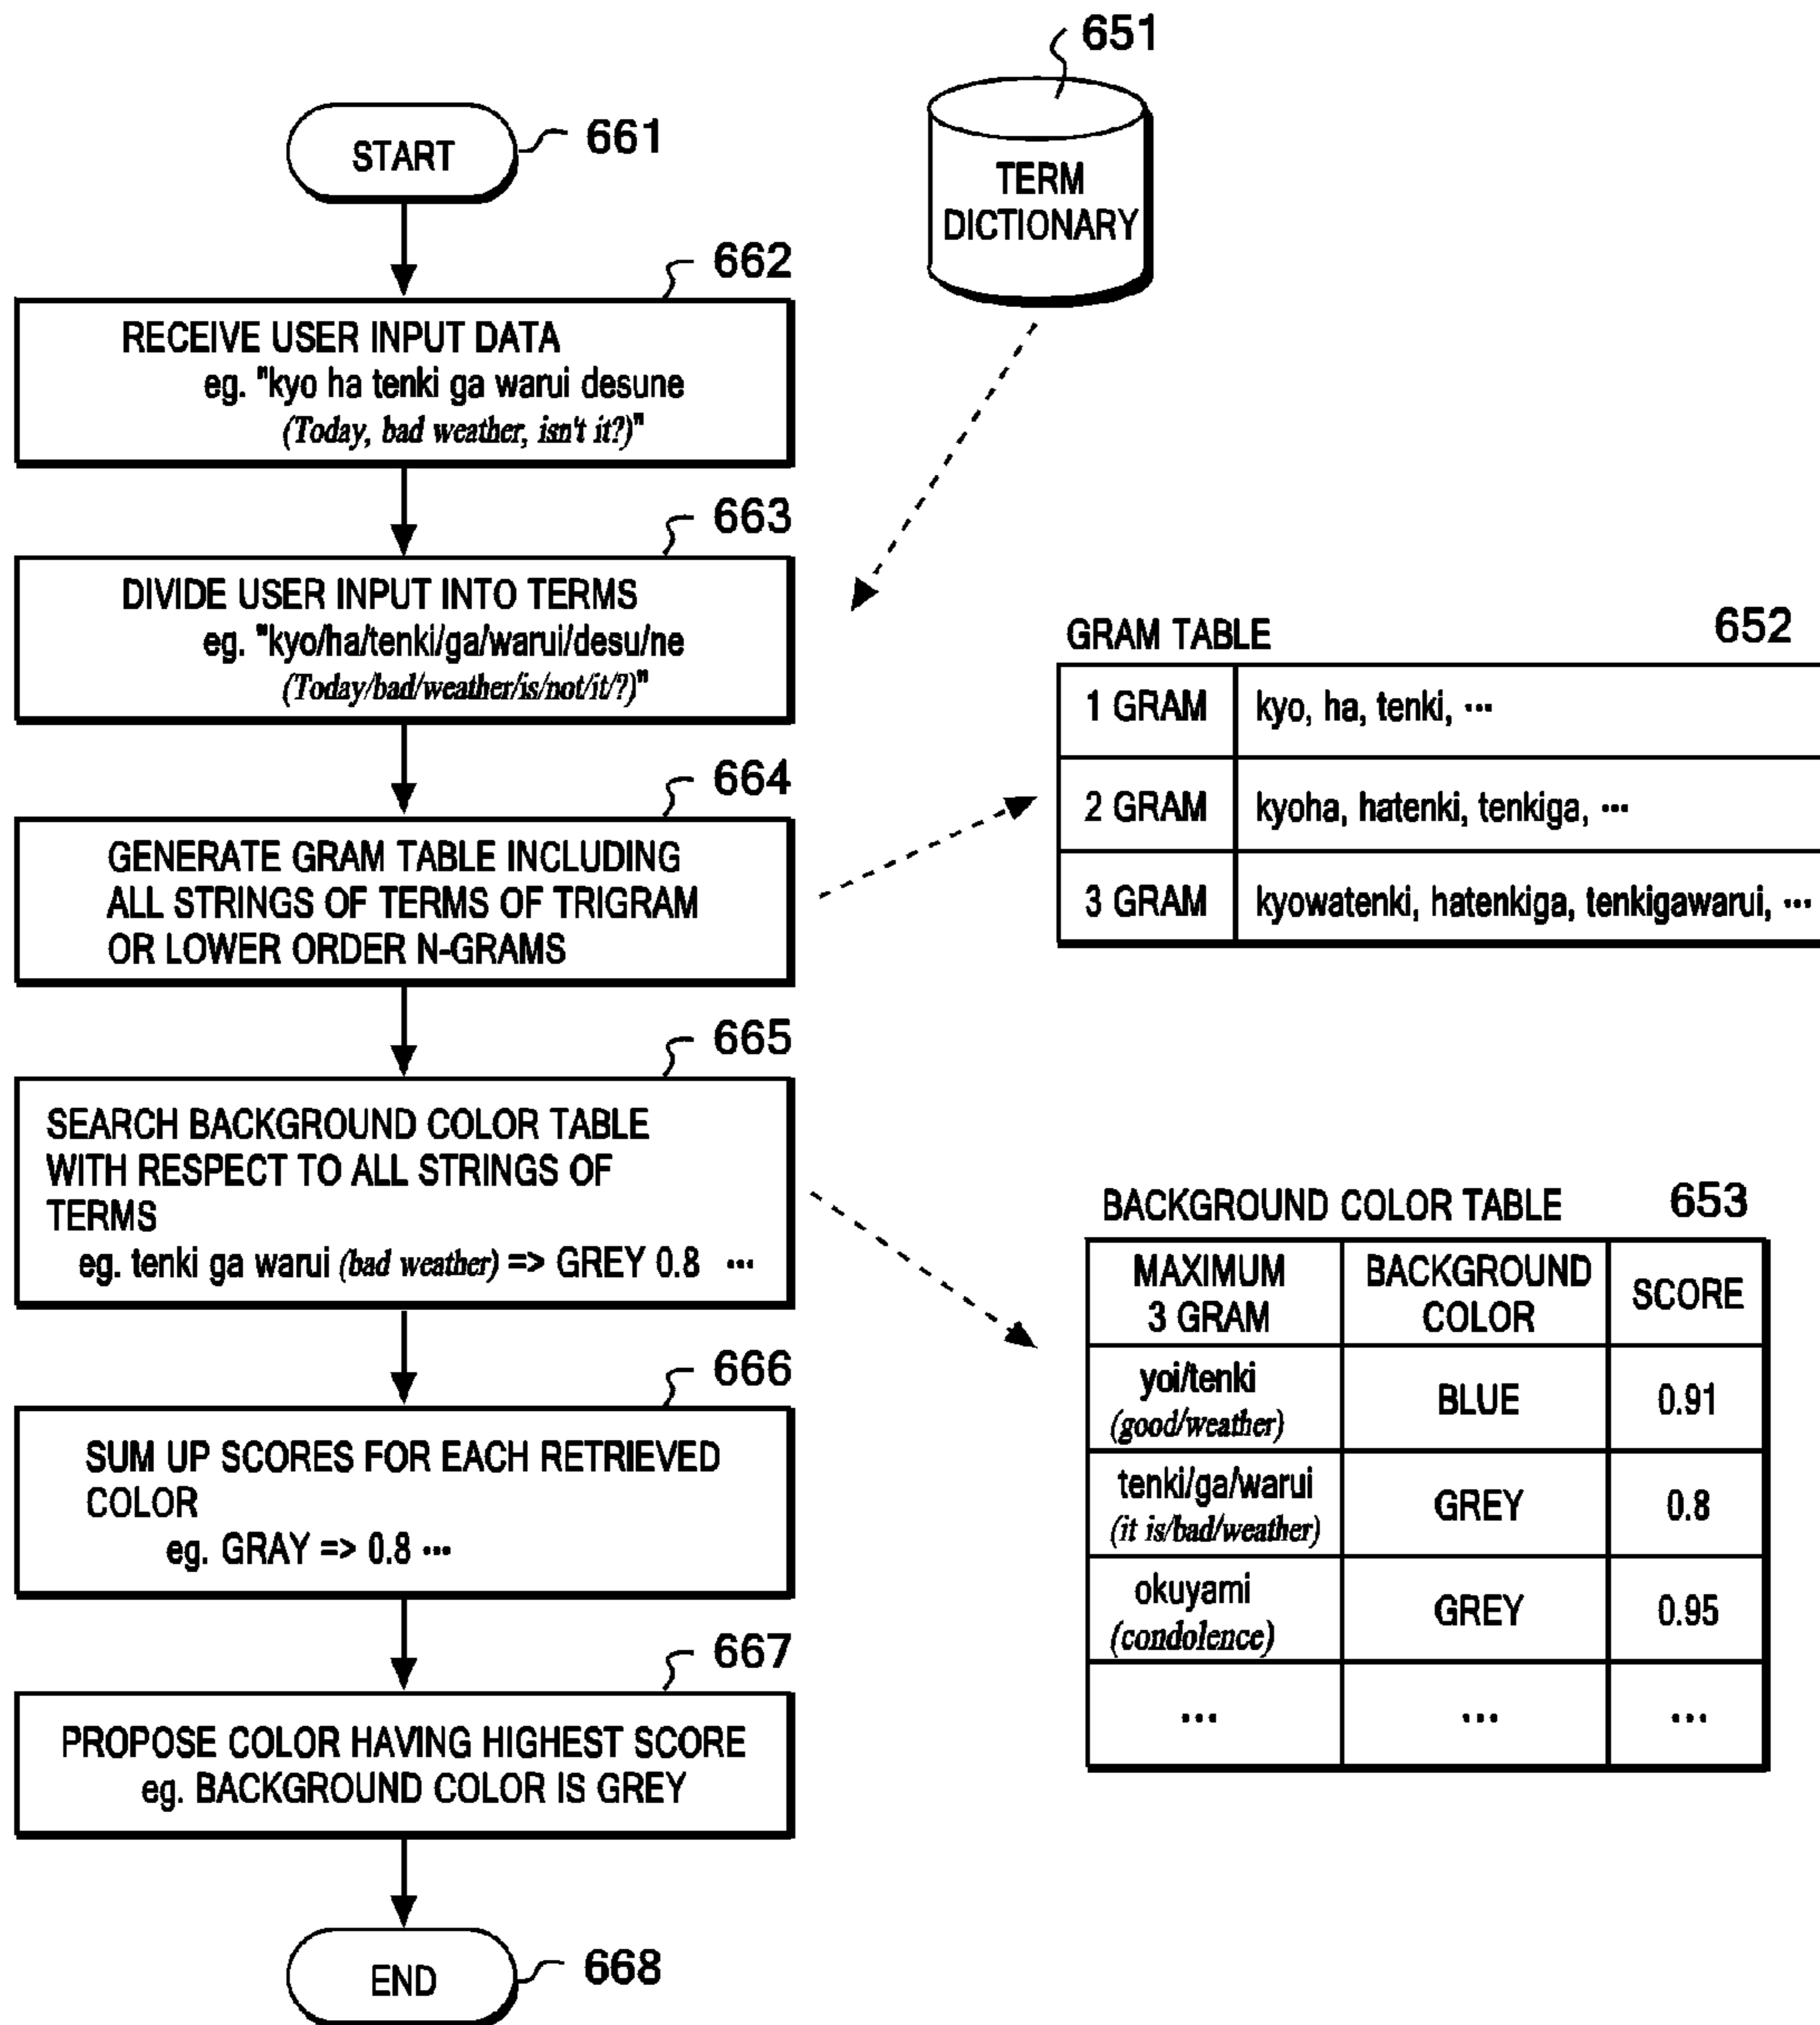 651
TERM
DICTIONARY
START
661
662
RECEIVE USER INPUT DATA
eg. "kyo ha tenki ga warui desune
(Today, bad weather, isn't it?)"
663
DIVIDE USER INPUT INTO TERMS
eg. "kyo/ha/tenki/ga/warui/desu/ne
(Today/bad/weather/is/not/it/?)"
664
GENERATE GRAM TABLE INCLUDING
ALL STRINGS OF TERMS OF TRIGRAM
OR LOWER ORDER N-GRAMS
GRAM TABLE 652
1 GRAM kyo, ha, tenki, ···
2 GRAM kyoha, hatenki, tenkiga, ···
3 GRAM kyowatenki, hatenkiga, tenkigawarui, ···
665
SEARCH BACKGROUND COLOR TABLE
WITH RESPECT TO ALL STRINGS OF
TERMS
eg. tenki ga warui (bad weather) => GREY 0.8 ···
666
SUM UP SCORES FOR EACH RETRIEVED
COLOR
eg. GRAY => 0.8 ···
667
PROPOSE COLOR HAVING HIGHEST SCORE
eg. BACKGROUND COLOR IS GREY
END
668
BACKGROUND COLOR TABLE 653
MAXIMUM
3 GRAM
BACKGROUND
COLOR
SCORE
yoi/tenki
(good/weather)
BLUE
0.91
tenki/ga/warui
(it is/bad/weather)
GREY
0.8
okuyami
(condolence)
GREY
0.95
··· ··· ···